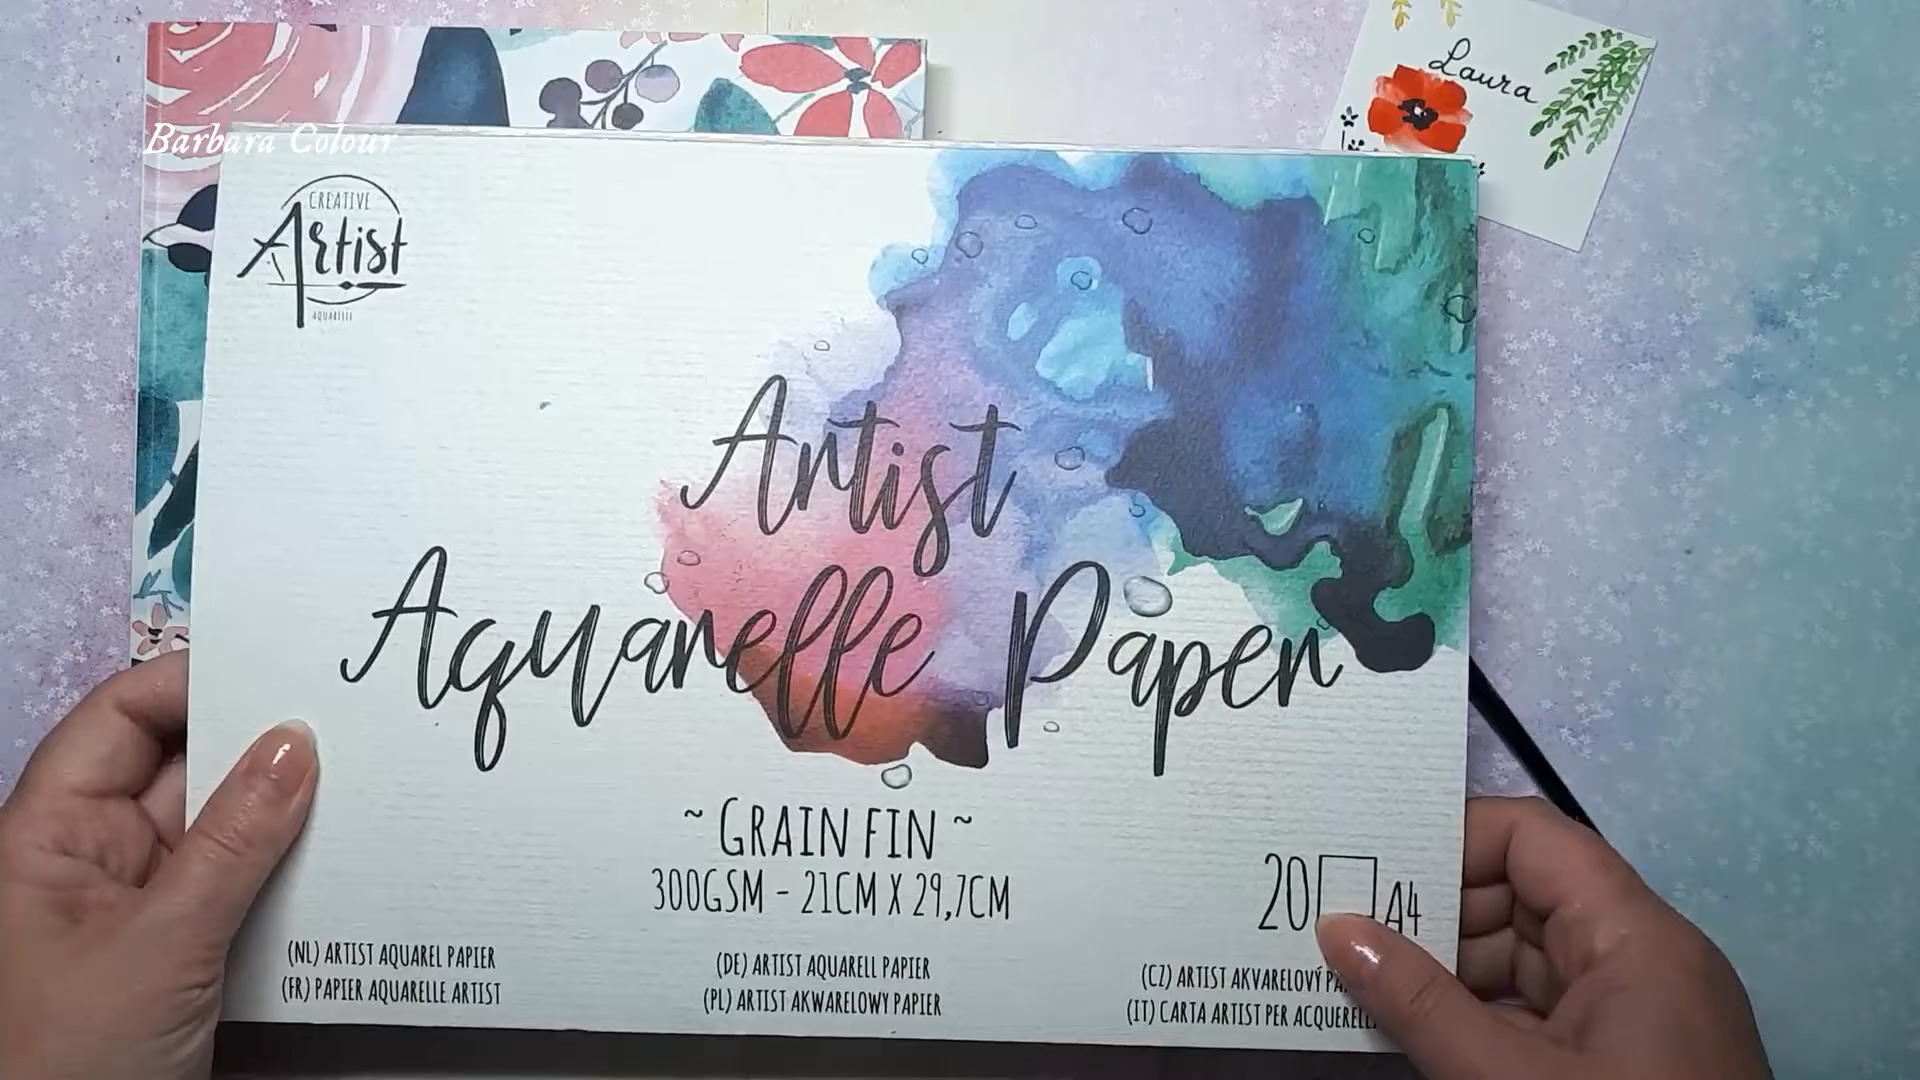 Laura
Barbara Colour
CREATIVE
Artist
AQUARELLE
Artist
Aquarelle Paper
~ GRAIN FIN ~
300GSM - 21CM X 29,7CM
20 A4
(NL) ARTIST AQUAREL PAPIER
(FR) PAPIER AQUARELLE ARTIST
(DE) ARTIST AQUARELL PAPIER
(PL) ARTIST AKWARELOWY PAPIER
(CZ) ARTIST AKVARELOVÝ
(IT) CARTA ARTIST PER